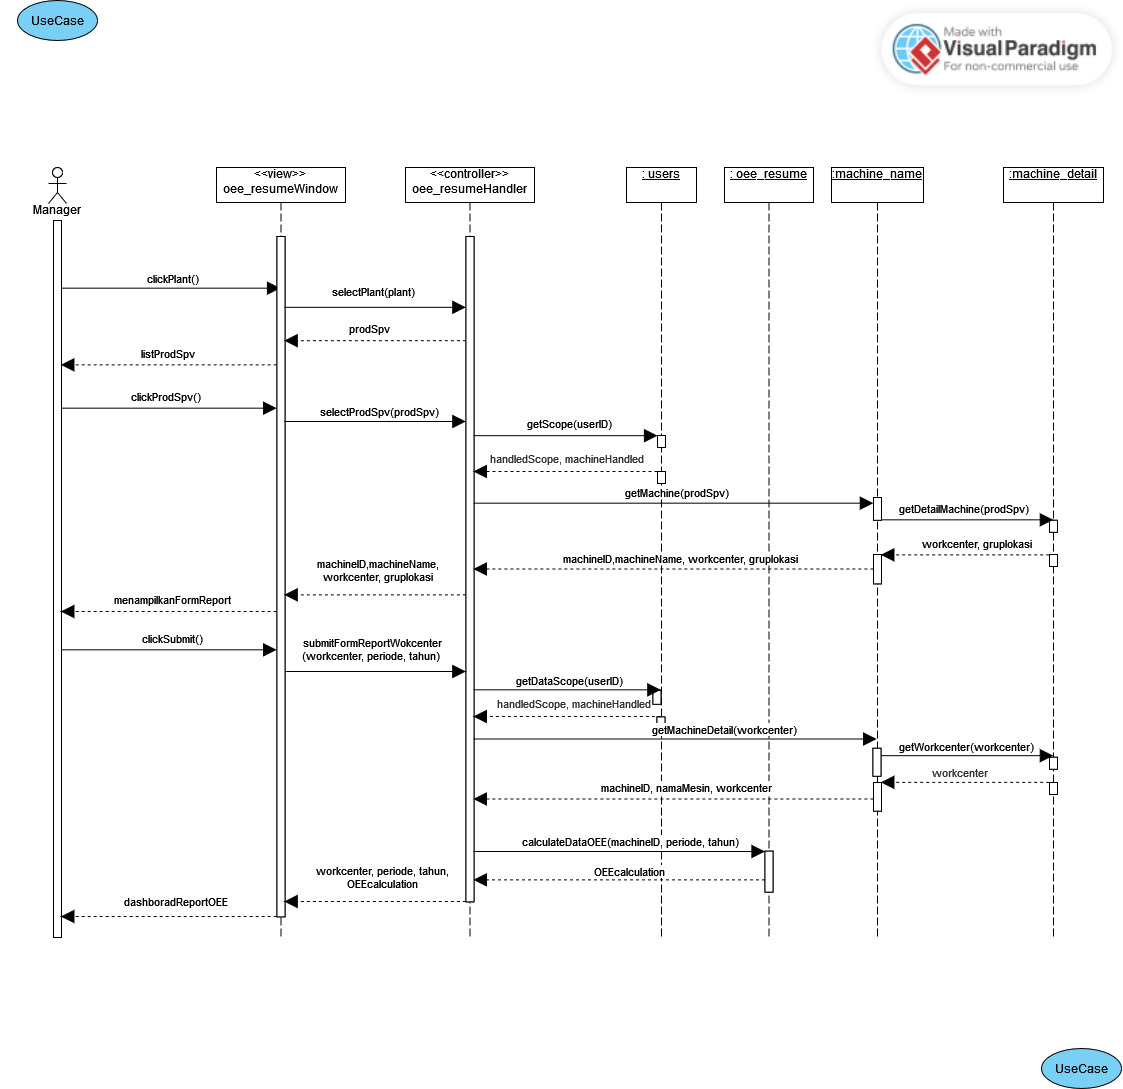 UseCase
Made with
Visual Paradigm
For non-commercial use
Manager
<<view>>
oee_resumeWindow
<<controller>>
oee_resumeHandler
: users
: oee_resume
:machine_name
:machine_detail
clickPlant()
selectPlant(plant)
prodSpv
listProdSpv
clickProdSpv()
selectProdSpv(prodSpv)
getScope(userID)
handledScope, machineHandled
getMachine(prodSpv)
getDetailMachine(prodSpv)
workcenter, gruplokasi
machineID,machineName, workcenter, gruplokasi
machineID,machineName,
workcenter, gruplokasi
menampilkanFormReport
clickSubmit()
submitFormReportWokcenter
(workcenter, periode, tahun)
getDataScope(userID)
handledScope, machineHandled
getMachineDetail(workcenter)
getWorkcenter(workcenter)
workcenter
machineID, namaMesin, workcenter
calculateDataOEE(machineID, periode, tahun)
OEEcalculation
workcenter, periode, tahun,
OEEcalculation
dashboradReportOEE
UseCase